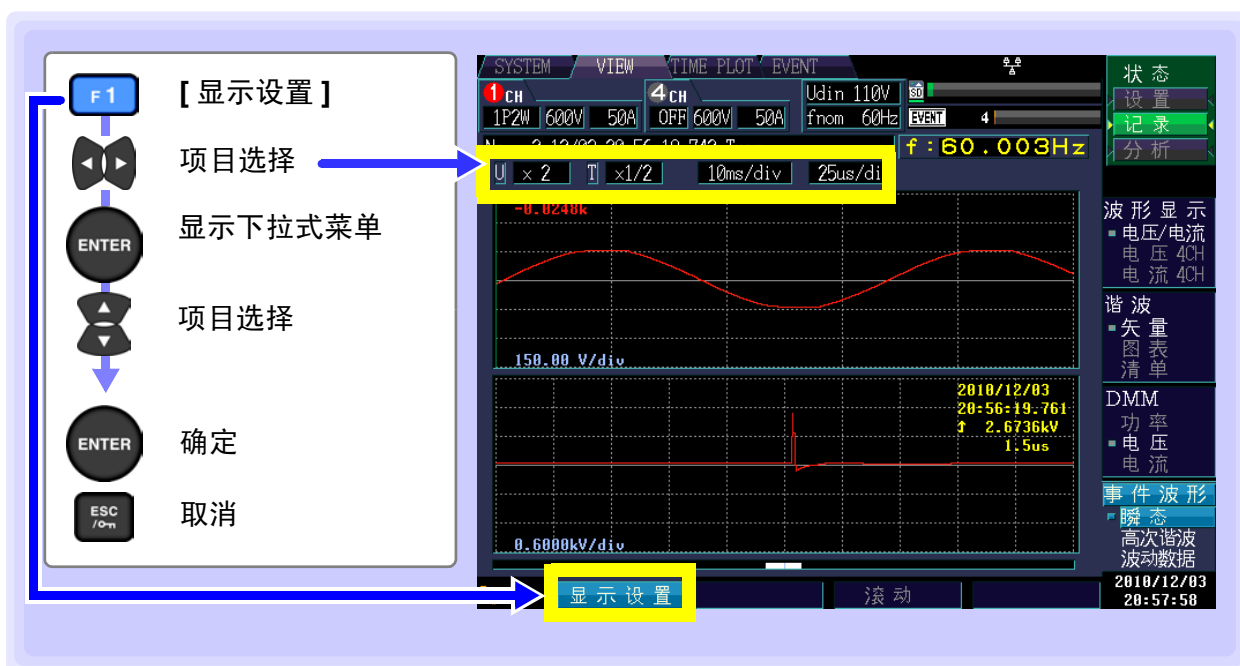 F 1
[ 显示设置 ]
项目选择
ENTER
显示下拉式菜单
项目选择
ENTER
确定
ESC
取消
SYSTEM VIEW TIME PLOT EVENT
1 CH 4 CH Udin 110V SD
1P2W 600V 50A OFF 600V 50A fnom 60Hz EVENT 4
f:60.003Hz
U × 2 T ×1/2 10ms/div 25us/di
-0.0248k
150.00 V/div
2010/12/03
20:56:19.761
2.6736kV
1.5us
0.6000kV/div
显示设置 滚动
状态
设置
记录
分析
波形显示
电压/电流
电压 4CH
电流 4CH
谐波
矢量
图表
清单
DMM
功率
电压
电流
事件波形
瞬态
高次谐波
波动数据
2010/12/03
20:57:58